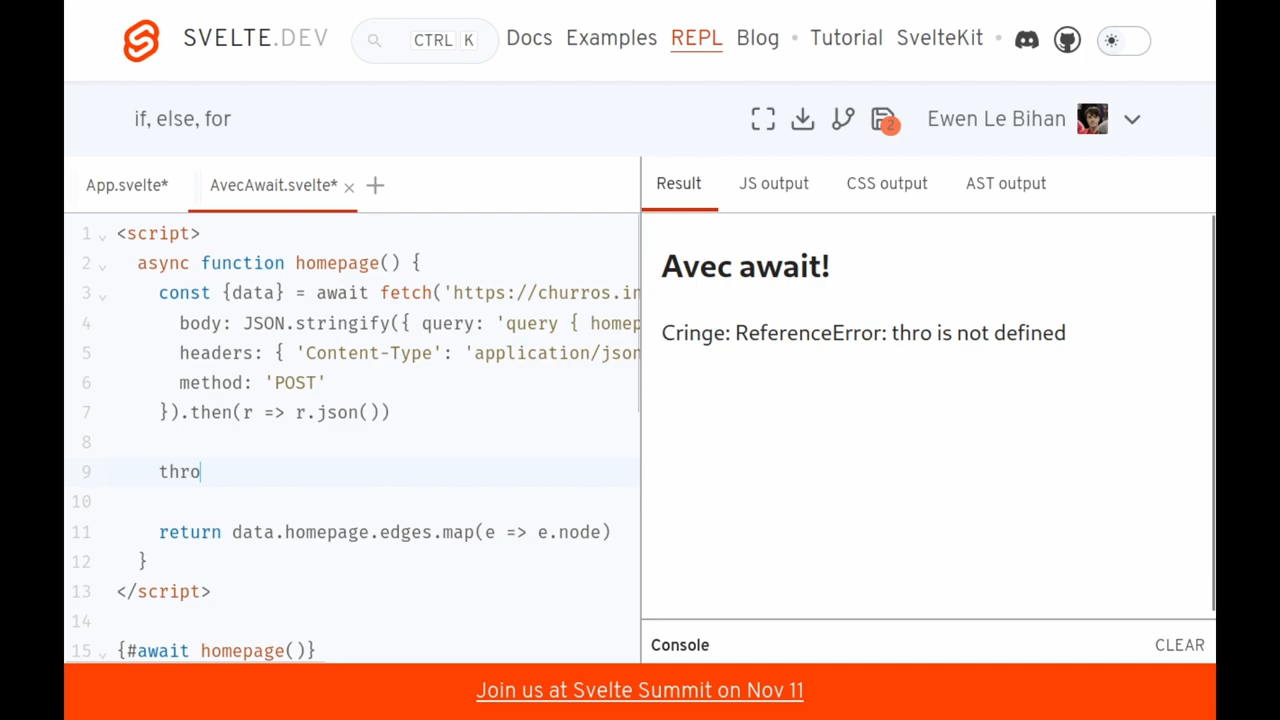 SVELTE.DEV CTRL K Docs Examples REPL Blog • Tutorial SvelteKit •
if, else, for 2 Ewen Le Bihan
App.svelte* AvecAwait.svelte* × +
Result JS output CSS output AST output
1 <script>
2 async function homepage() {
3 const {data} = await fetch('https://churros.in
4 body: JSON.stringify({ query: 'query { homep
5 headers: { 'Content-Type': 'application/json
6 method: 'POST'
7 }).then(r => r.json())
8
9 thro
10
11 return data.homepage.edges.map(e => e.node)
12 }
13 </script>
14
15 {#await homepage()}
Avec await!
Cringe: ReferenceError: thro is not defined
Console CLEAR
Join us at Svelte Summit on Nov 11